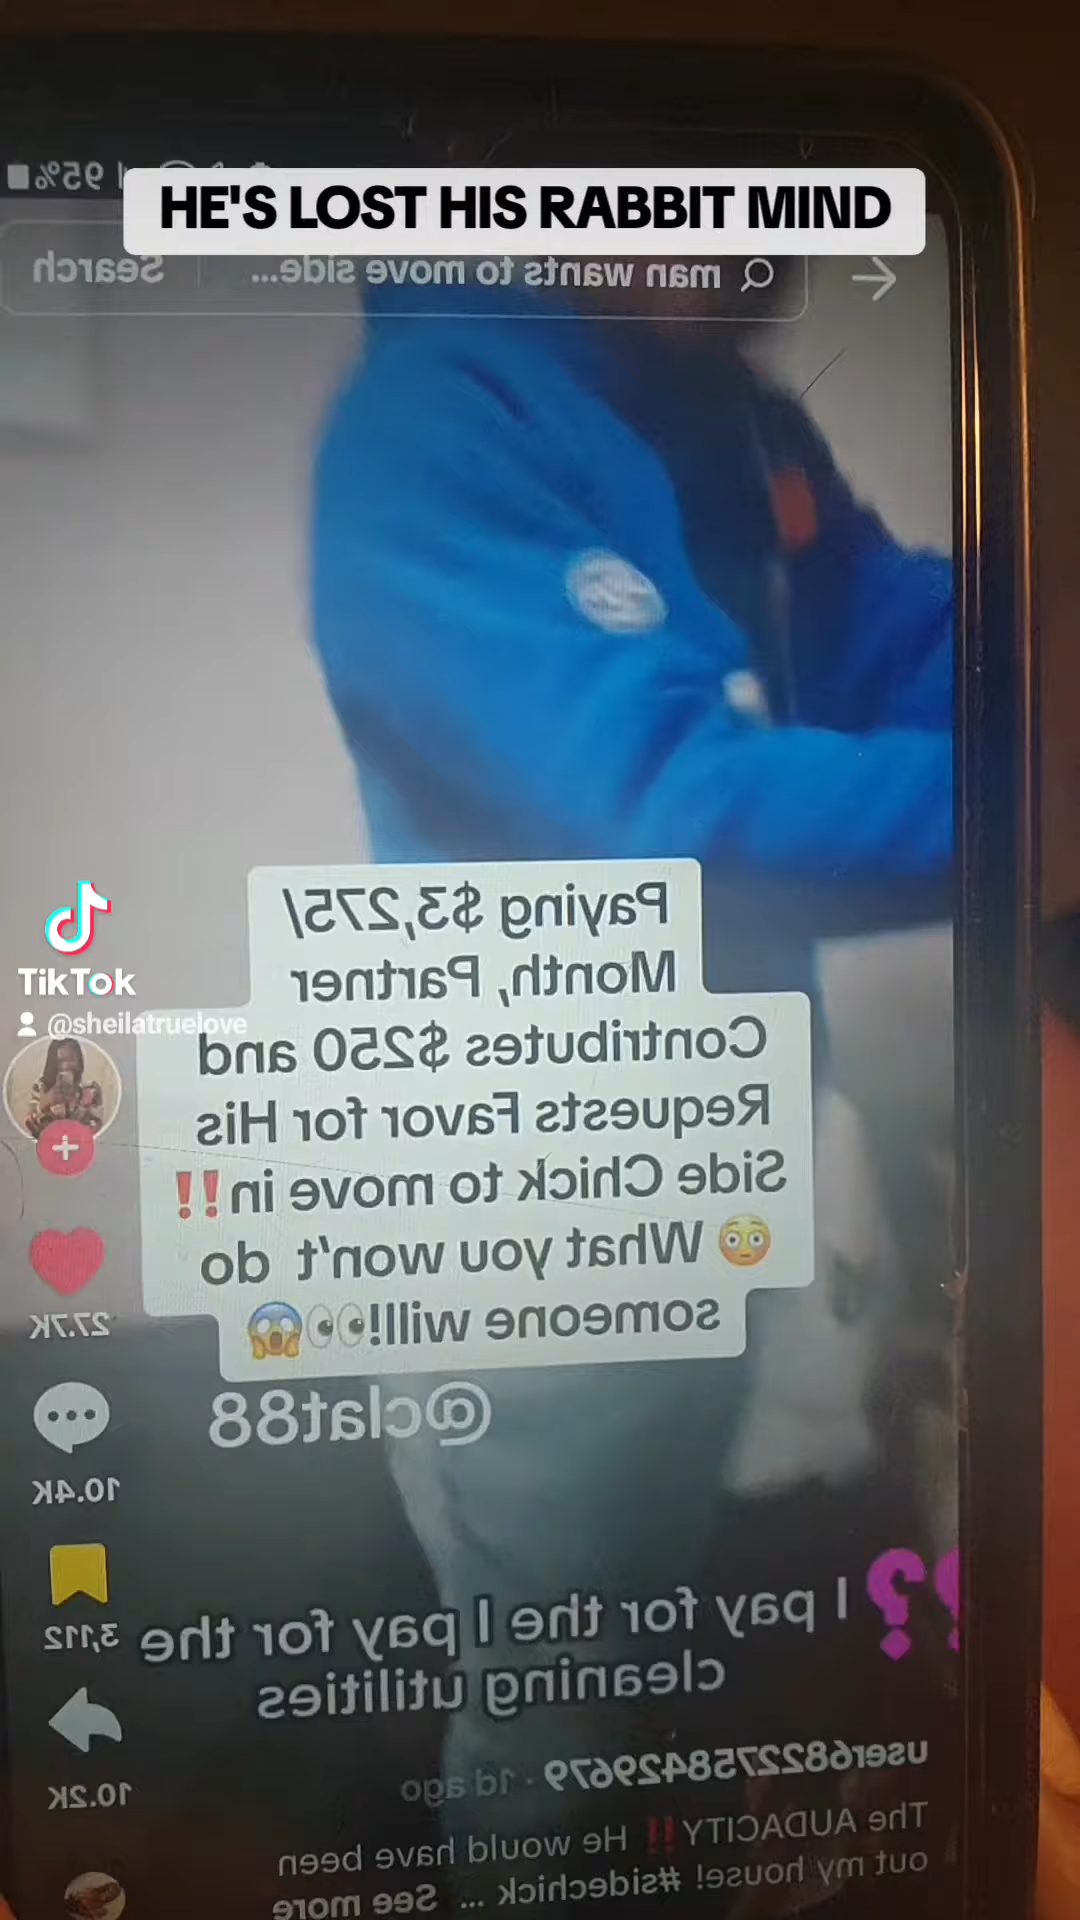 95%
HE'S LOST HIS RABBIT MIND
man wants to move side... Search
Paying $3,275/
Month, Partner
Contributes $250 and
Requests Favor for His
Side Chick to move in‼️
😳 What you won't do
someone will!👀😱
@clat88
TikTok
@sheilatruelove
27.7K
10.4K
3,112
10.2K
⁇ I pay for the I pay for the
cleaning utilities
user6822758429679 · 1d ago
The AUDACITY‼️ He would have been
out my house! #sidechick ... See more